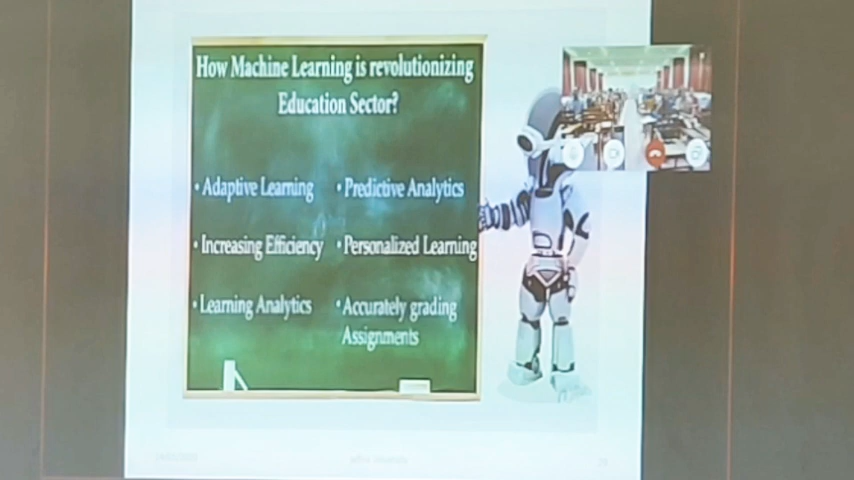 How Machine Learning is revolutionizing
Education Sector?
• Adaptive Learning
• Predictive Analytics
• Increasing Efficiency
• Personalized Learning
• Learning Analytics
• Accurately grading
Assignments